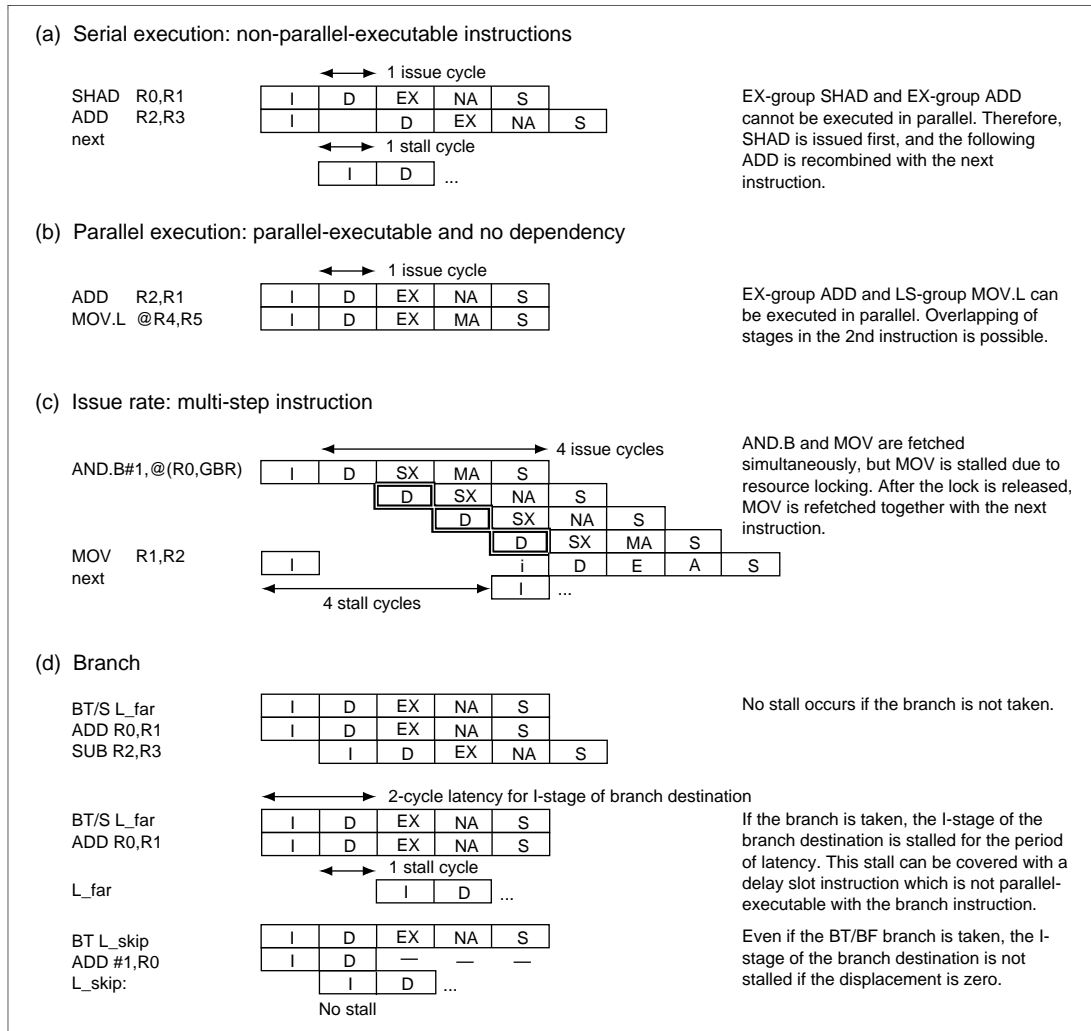 (a) Serial execution: non-parallel-executable instructions
1 issue cycle
SHAD R0,R1 I D EX NA S
ADD R2,R3 I D EX NA S
next
1 stall cycle
I D ...
EX-group SHAD and EX-group ADD
cannot be executed in parallel. Therefore,
SHAD is issued first, and the following
ADD is recombined with the next
instruction.
(b) Parallel execution: parallel-executable and no dependency
1 issue cycle
ADD R2,R1 I D EX NA S
MOV.L @R4,R5 I D EX MA S
EX-group ADD and LS-group MOV.L can
be executed in parallel. Overlapping of
stages in the 2nd instruction is possible.
(c) Issue rate: multi-step instruction
4 issue cycles
AND.B#1,@(R0,GBR) I D SX MA S
D SX NA S
D SX NA S
D SX MA S
MOV R1,R2 I i D E A S
next I ...
4 stall cycles
AND.B and MOV are fetched
simultaneously, but MOV is stalled due to
resource locking. After the lock is released,
MOV is refetched together with the next
instruction.
(d) Branch
BT/S L_far I D EX NA S
ADD R0,R1 I D EX NA S
SUB R2,R3 I D EX NA S
No stall occurs if the branch is not taken.
2-cycle latency for I-stage of branch destination
BT/S L_far I D EX NA S
ADD R0,R1 I D EX NA S
1 stall cycle
L_far I D ...
If the branch is taken, the I-stage of the
branch destination is stalled for the period
of latency. This stall can be covered with a
delay slot instruction which is not parallel-
executable with the branch instruction.
BT L_skip I D EX NA S
ADD #1,R0 I D — — —
L_skip: I D ...
No stall
Even if the BT/BF branch is taken, the I-
stage of the branch destination is not
stalled if the displacement is zero.